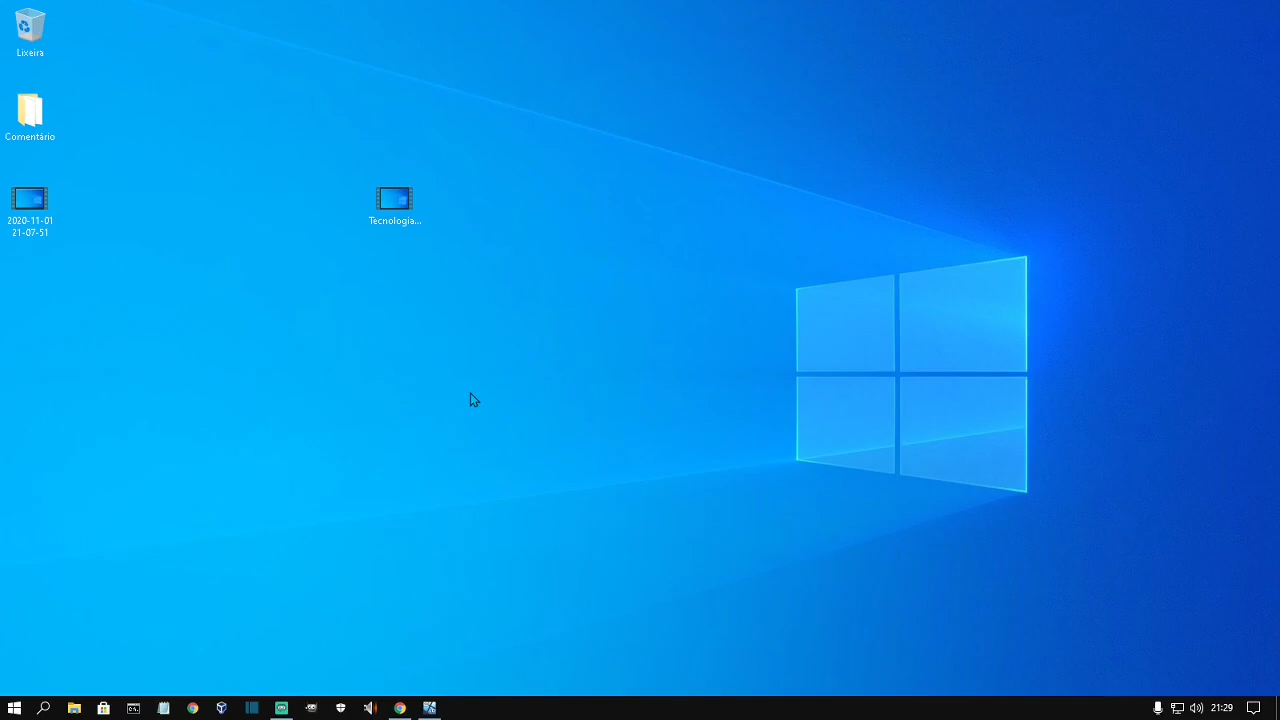 Lixeira
Comentário
2020-11-01
21-07-51
Tecnologia...
21:29